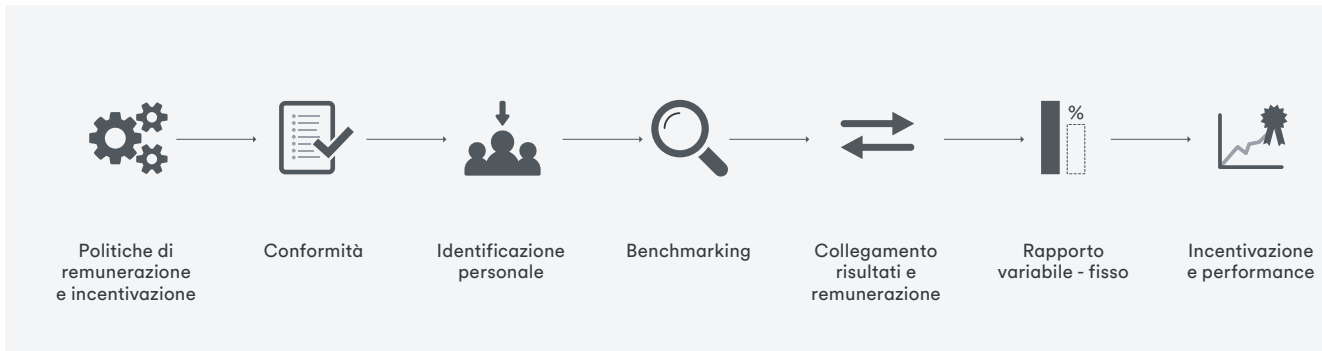 %
Politiche di
remunerazione
e incentivazione
Conformità
Identificazione
personale
Benchmarking
Collegamento
risultati e
remunerazione
Rapporto
variabile - fisso
Incentivazione
e performance